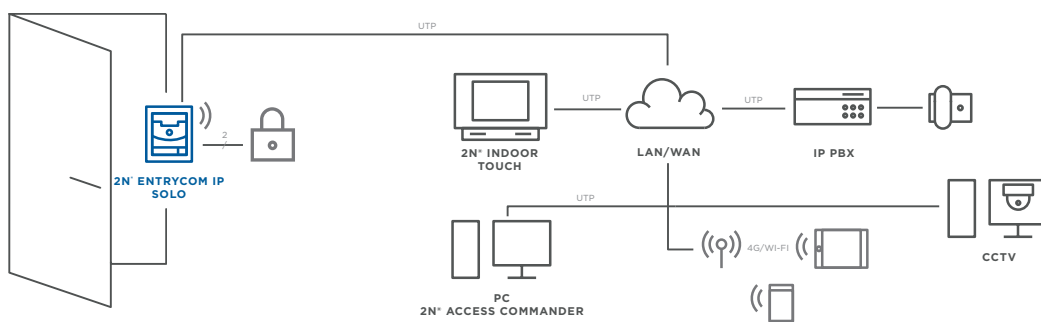 UTP
UTP
UTP
2
2N® INDOOR
TOUCH
LAN/WAN
IP PBX
2N® ENTRYCOM IP
SOLO
UTP
4G/WI-FI
CCTV
PC
2N® ACCESS COMMANDER